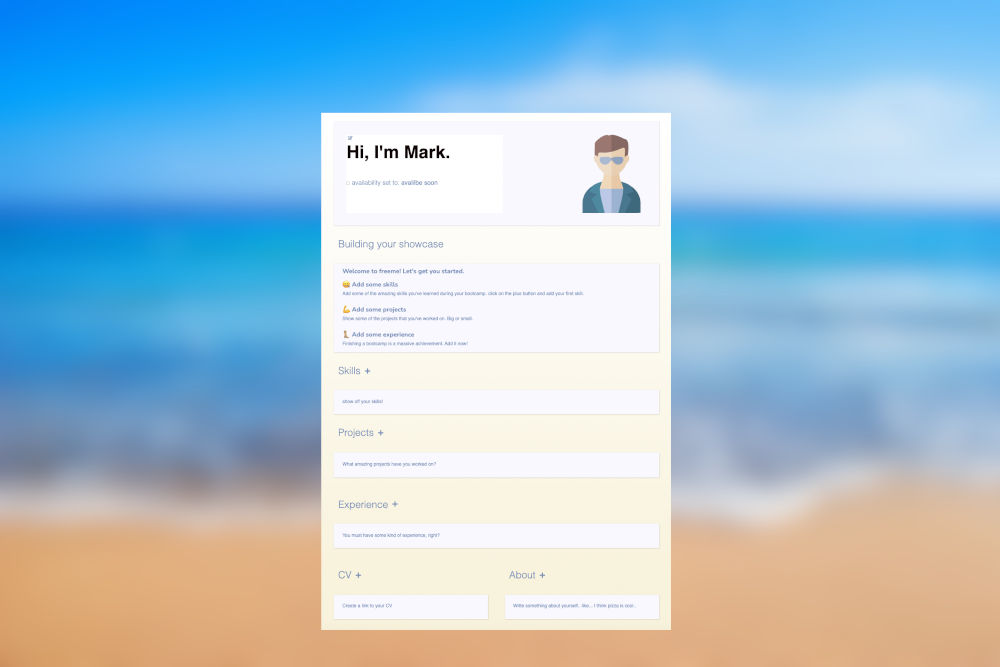 Hi, I'm Mark.
availability set to: availibe soon
Building your showcase
Welcome to freeme! Let's get you started.
Add some skills
Add some of the amazing skills you've learned during your bootcamp. click on the plus button and add your first skill.
Add some projects
Show some of the projects that you've worked on. Big or small.
Add some experience
Finishing a bootcamp is a massive achievement. Add it now!
Skills +
show off your skills!
Projects +
What amazing projects have you worked on?
Experience +
You must have some kind of experience, right?
CV +
About +
Create a link to your CV
Write something about yourself.. like... I think pizza is cool..